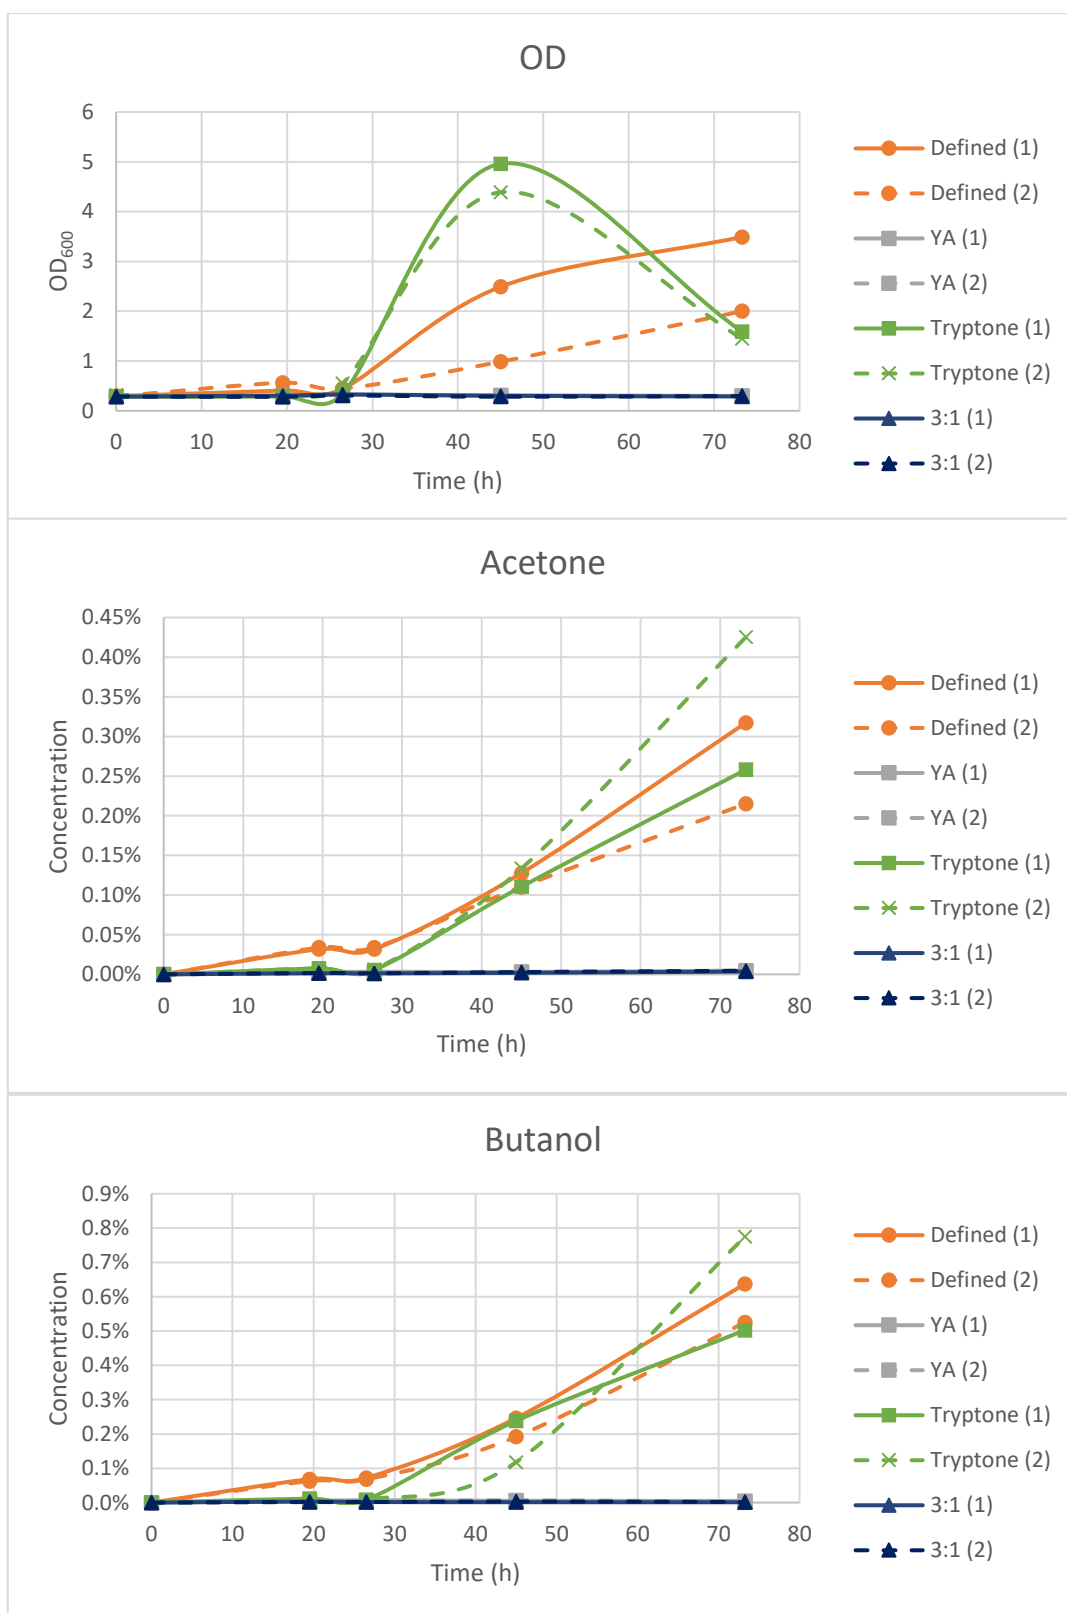 OD
6
5
4
3
2
1
0
OD600
0 10 20 30 40 50 60 70 80
Time (h)
Defined (1)
Defined (2)
YA (1)
YA (2)
Tryptone (1)
Tryptone (2)
3:1 (1)
3:1 (2)
Acetone
0.45%
0.40%
0.35%
0.30%
0.25%
0.20%
0.15%
0.10%
0.05%
0.00%
Concentration
0 10 20 30 40 50 60 70 80
Time (h)
Defined (1)
Defined (2)
YA (1)
YA (2)
Tryptone (1)
Tryptone (2)
3:1 (1)
3:1 (2)
Butanol
0.9%
0.8%
0.7%
0.6%
0.5%
0.4%
0.3%
0.2%
0.1%
0.0%
Concentration
0 10 20 30 40 50 60 70 80
Time (h)
Defined (1)
Defined (2)
YA (1)
YA (2)
Tryptone (1)
Tryptone (2)
3:1 (1)
3:1 (2)